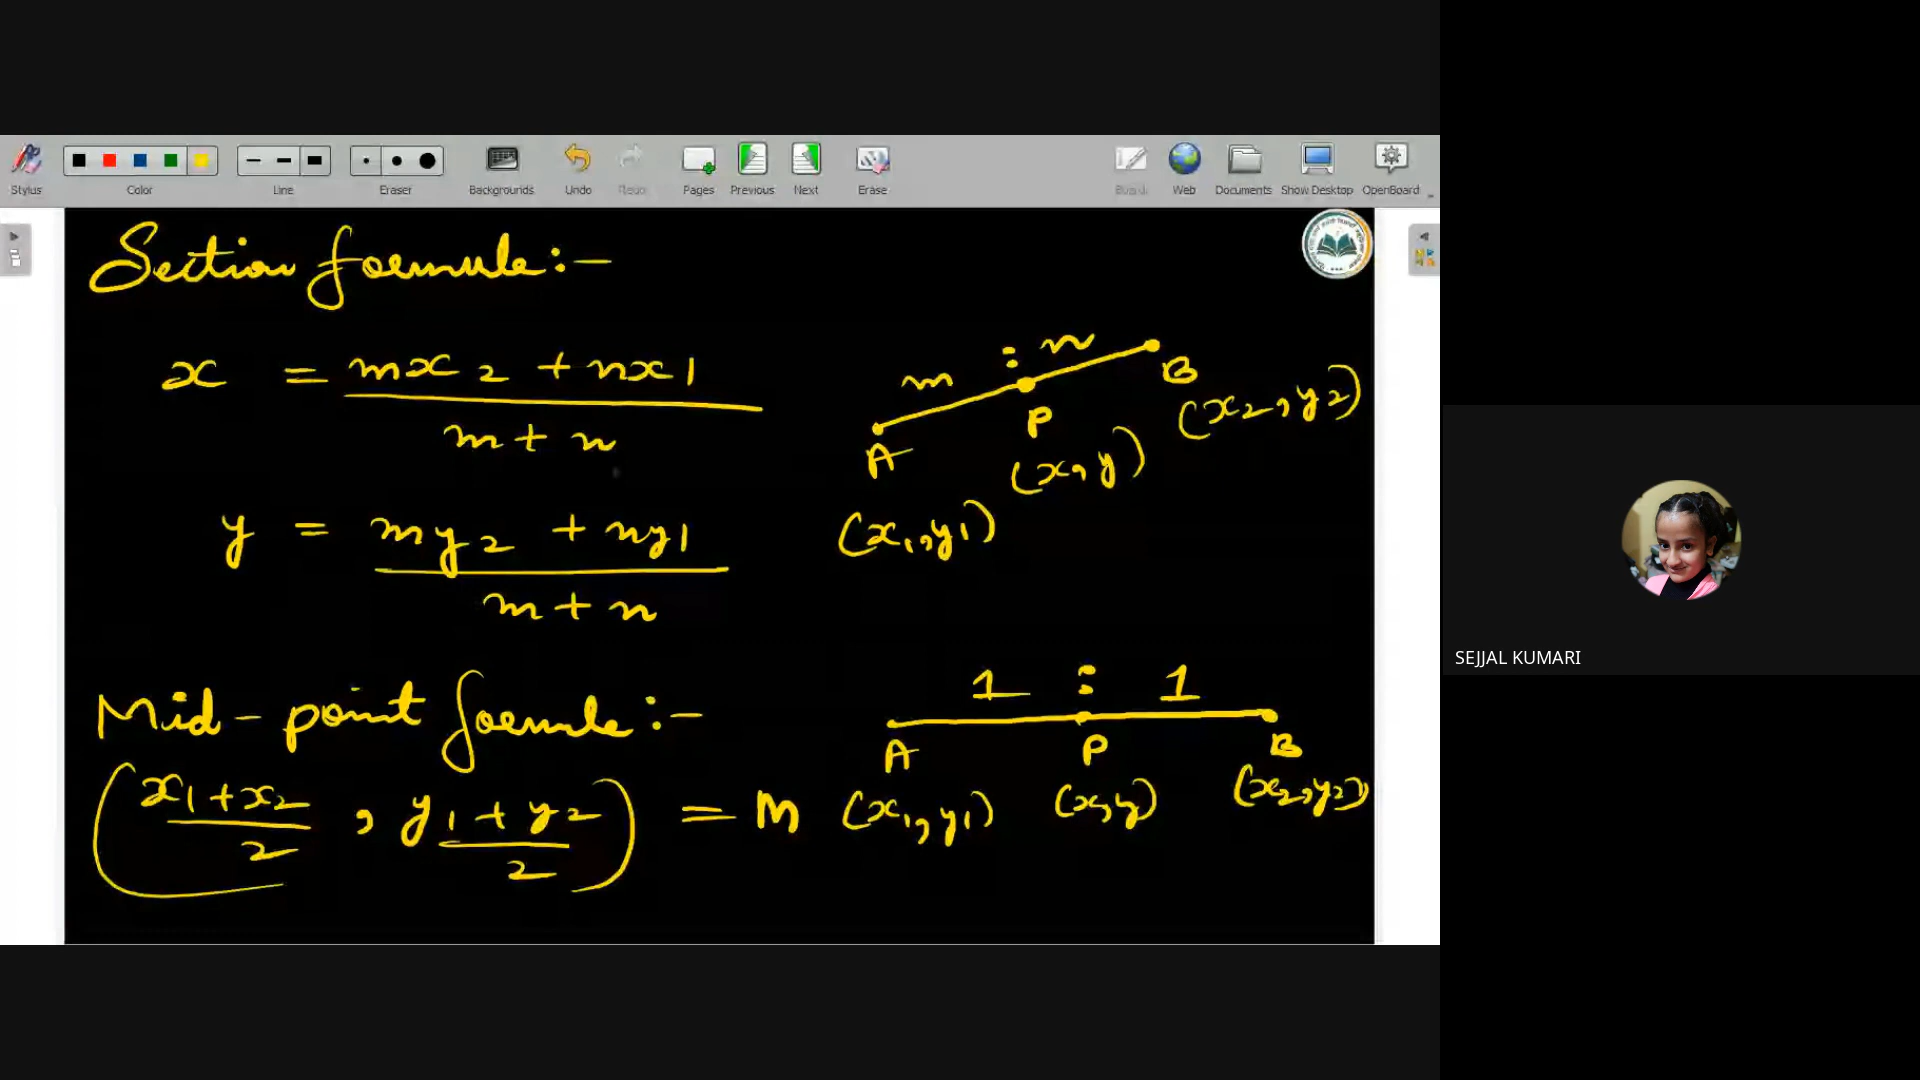 Stylus
Color
Line
Eraser
Backgrounds
Undo
Redo
Pages
Previous
Next
Erase
Board
Web
Documents
Show Desktop
OpenBoard
Section formula:-
x = mx2 + nx1 / m + n
m : n
A P B
(x1, y1) (x, y) (x2, y2)
y = my2 + ny1 / m + n
Mid-point formula:-
(x1 + x2 / 2 , y1 + y2 / 2) = M
1 : 1
A P B
(x1, y1) (x, y) (x2, y2)
SEJJAL KUMARI